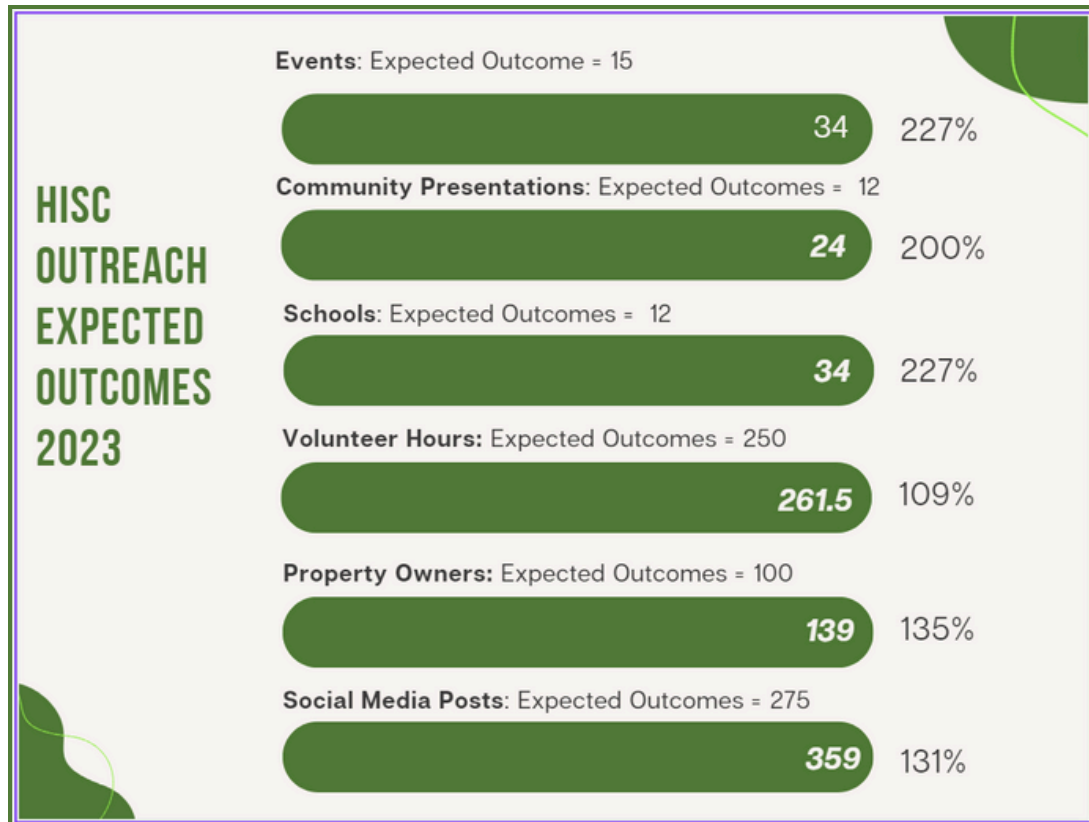 HISC
OUTREACH
EXPECTED
OUTCOMES
2023
Events: Expected Outcome = 15
34 227%
Community Presentations: Expected Outcomes = 12
24 200%
Schools: Expected Outcomes = 12
34 227%
Volunteer Hours: Expected Outcomes = 250
261.5 109%
Property Owners: Expected Outcomes = 100
139 135%
Social Media Posts: Expected Outcomes = 275
359 131%